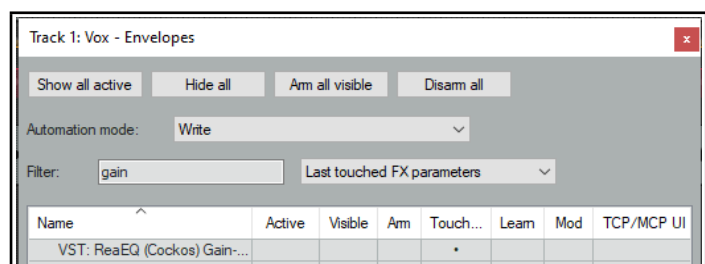 Track 1: Vox - Envelopes x
Show all active Hide all Arm all visible Disarm all
Automation mode: Write
Filter: gain Last touched FX parameters
Name Active Visible Arm Touch... Learn Mod TCP/MCP UI
VST: ReaEQ (Cockos) Gain-... •